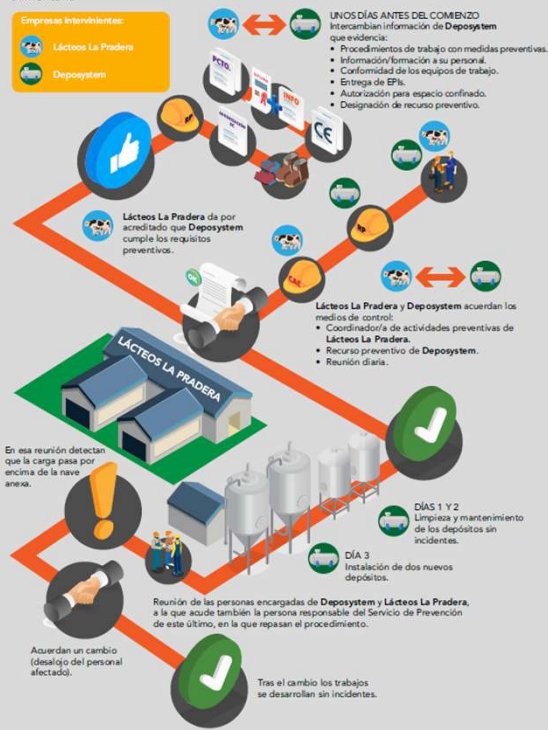 Empresas intervinientes:
Lácteos La Pradera
Deposystem
UNOS DÍAS ANTES DEL COMIENZO
Intercambian información de Deposystem
que evidencia:
• Procedimientos de trabajo con medidas preventivas.
• Información/formación a su personal.
• Conformidad de los equipos de trabajo.
• Entrega de EPIs.
• Autorización para espacio confinado.
• Designación de recurso preventivo.
PCTO.
INFO
CE
RP
Lácteos La Pradera da por
acreditado que Deposystem
cumple los requisitos
preventivos.
RP
CAE
OK
Lácteos La Pradera y Deposystem acuerdan los
medios de control:
• Coordinador/a de actividades preventivas de
Lácteos La Pradera.
• Recurso preventivo de Deposystem.
• Reunión diaria.
LÁCTEOS LA PRADERA
En esa reunión detectan
que la carga pasa por
encima de la nave
anexa.
DÍAS 1 Y 2
Limpieza y mantenimiento
de los depósitos sin
incidentes.
DÍA 3
Instalación de dos nuevos
depósitos.
Reunión de las personas encargadas de Deposystem y Lácteos La Pradera,
a la que acude también la persona responsable del Servicio de Prevención
de este último, en la que repasan el procedimiento.
Acuerdan un cambio
(desalojo del personal
afectado).
Tras el cambio los trabajos
se desarrollan sin incidentes.